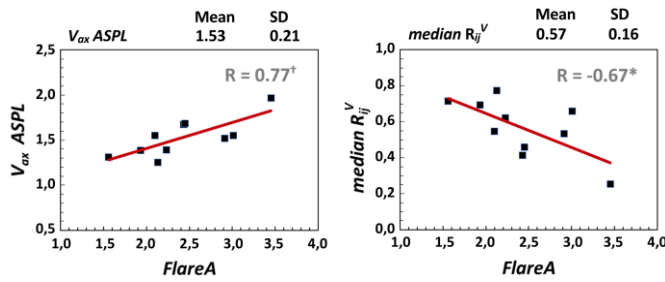 Mean SD
V_ax ASPL 1.53 0.21
2,5
2,0
1,5
1,0
0,5
1,0 1,5 2,0 2,5 3,0 3,5 4,0
R = 0.77†
V_ax ASPL
FlareA
Mean SD
median R_ij^V 0.57 0.16
1,0
0,8
0,6
0,4
0,2
0,0
1,0 1,5 2,0 2,5 3,0 3,5 4,0
R = -0.67*
median R_ij^V
FlareA